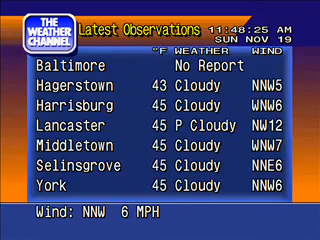 THE
WEATHER
CHANNEL
Latest Observations 11:48:25 AM
SUN NOV 19
°F WEATHER WIND
Baltimore No Report
Hagerstown 43 Cloudy NNW5
Harrisburg 45 Cloudy WNW6
Lancaster 45 P Cloudy NW12
Middletown 45 Cloudy WNW7
Selinsgrove 45 Cloudy NNE6
York 45 Cloudy NNW6
Wind: NNW 6 MPH